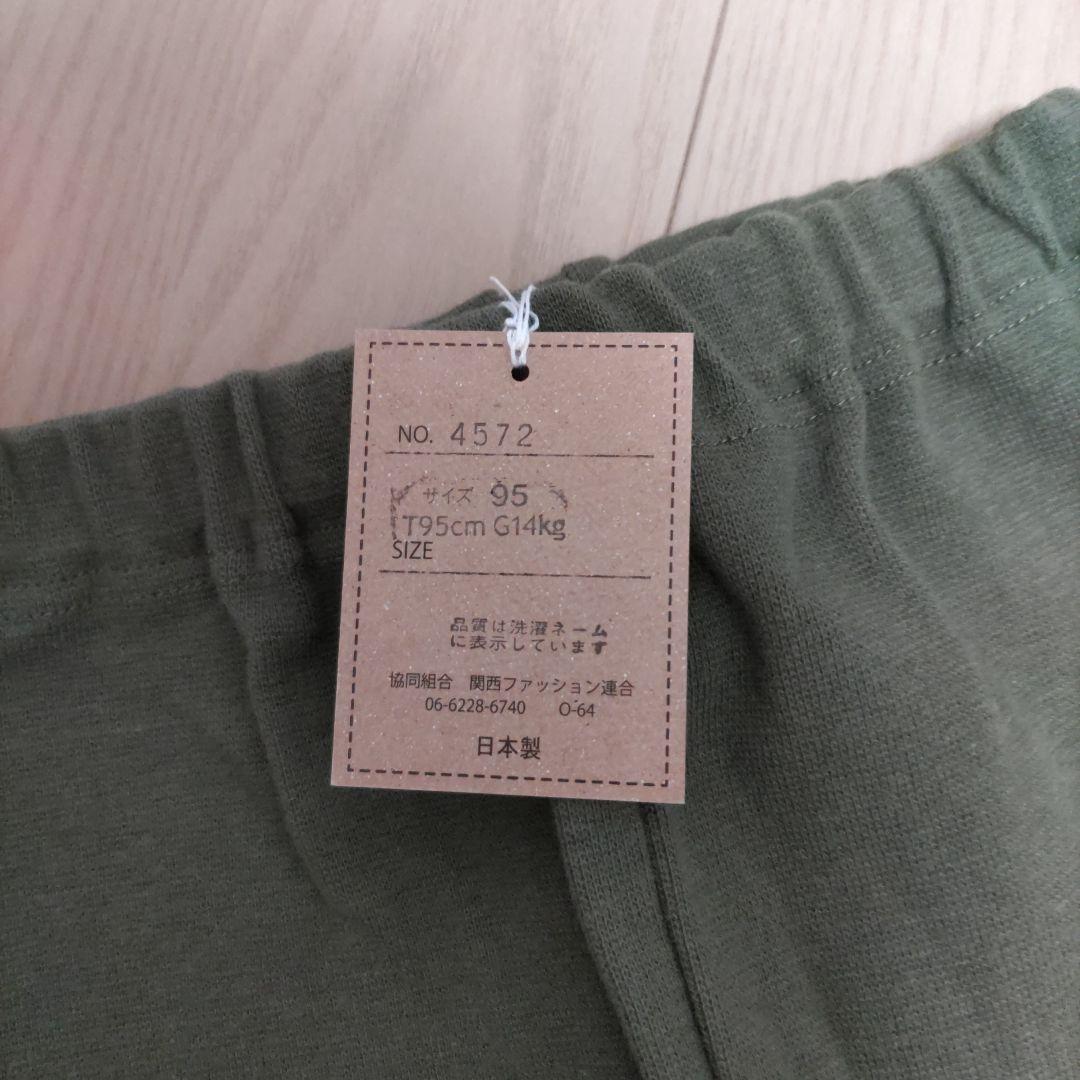 NO. 4572
サイズ 95
T95cm G14kg
SIZE
品質は洗濯ネーム
に表示しています
協同組合 関西ファッション連合
06-6228-6740 O-64
日本製